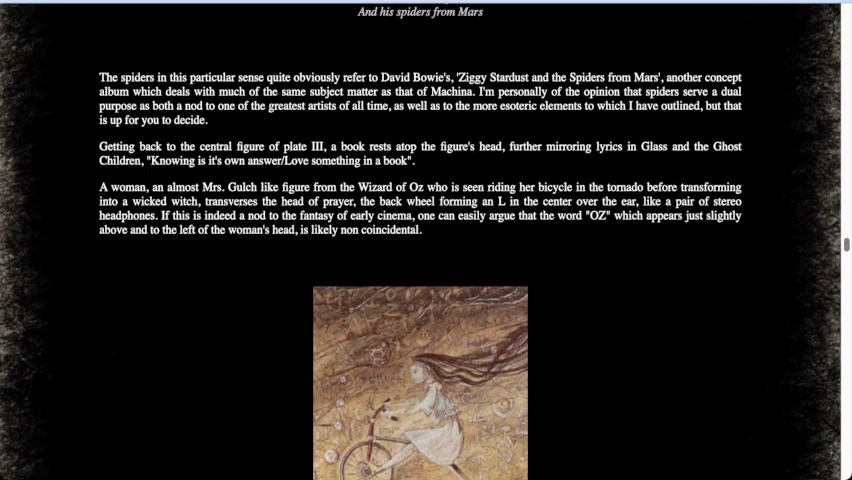 And his spiders from Mars
The spiders in this particular sense quite obviously refer to David Bowie's, 'Ziggy Stardust and the Spiders from Mars', another concept
album which deals with much of the same subject matter as that of Machina. I'm personally of the opinion that spiders serve a dual
purpose as both a nod to one of the greatest artists of all time, as well as to the more esoteric elements to which I have outlined, but that
is up for you to decide.
Getting back to the central figure of plate III, a book rests atop the figure's head, further mirroring lyrics in Glass and the Ghost
Children, "Knowing is it's own answer/Love something in a book".
A woman, an almost Mrs. Gulch like figure from the Wizard of Oz who is seen riding her bicycle in the tornado before transforming
into a wicked witch, transverses the head of prayer, the back wheel forming an L in the center over the ear, like a pair of stereo
headphones. If this is indeed a nod to the fantasy of early cinema, one can easily argue that the word "OZ" which appears just slightly
above and to the left of the woman's head, is likely non coincidental.